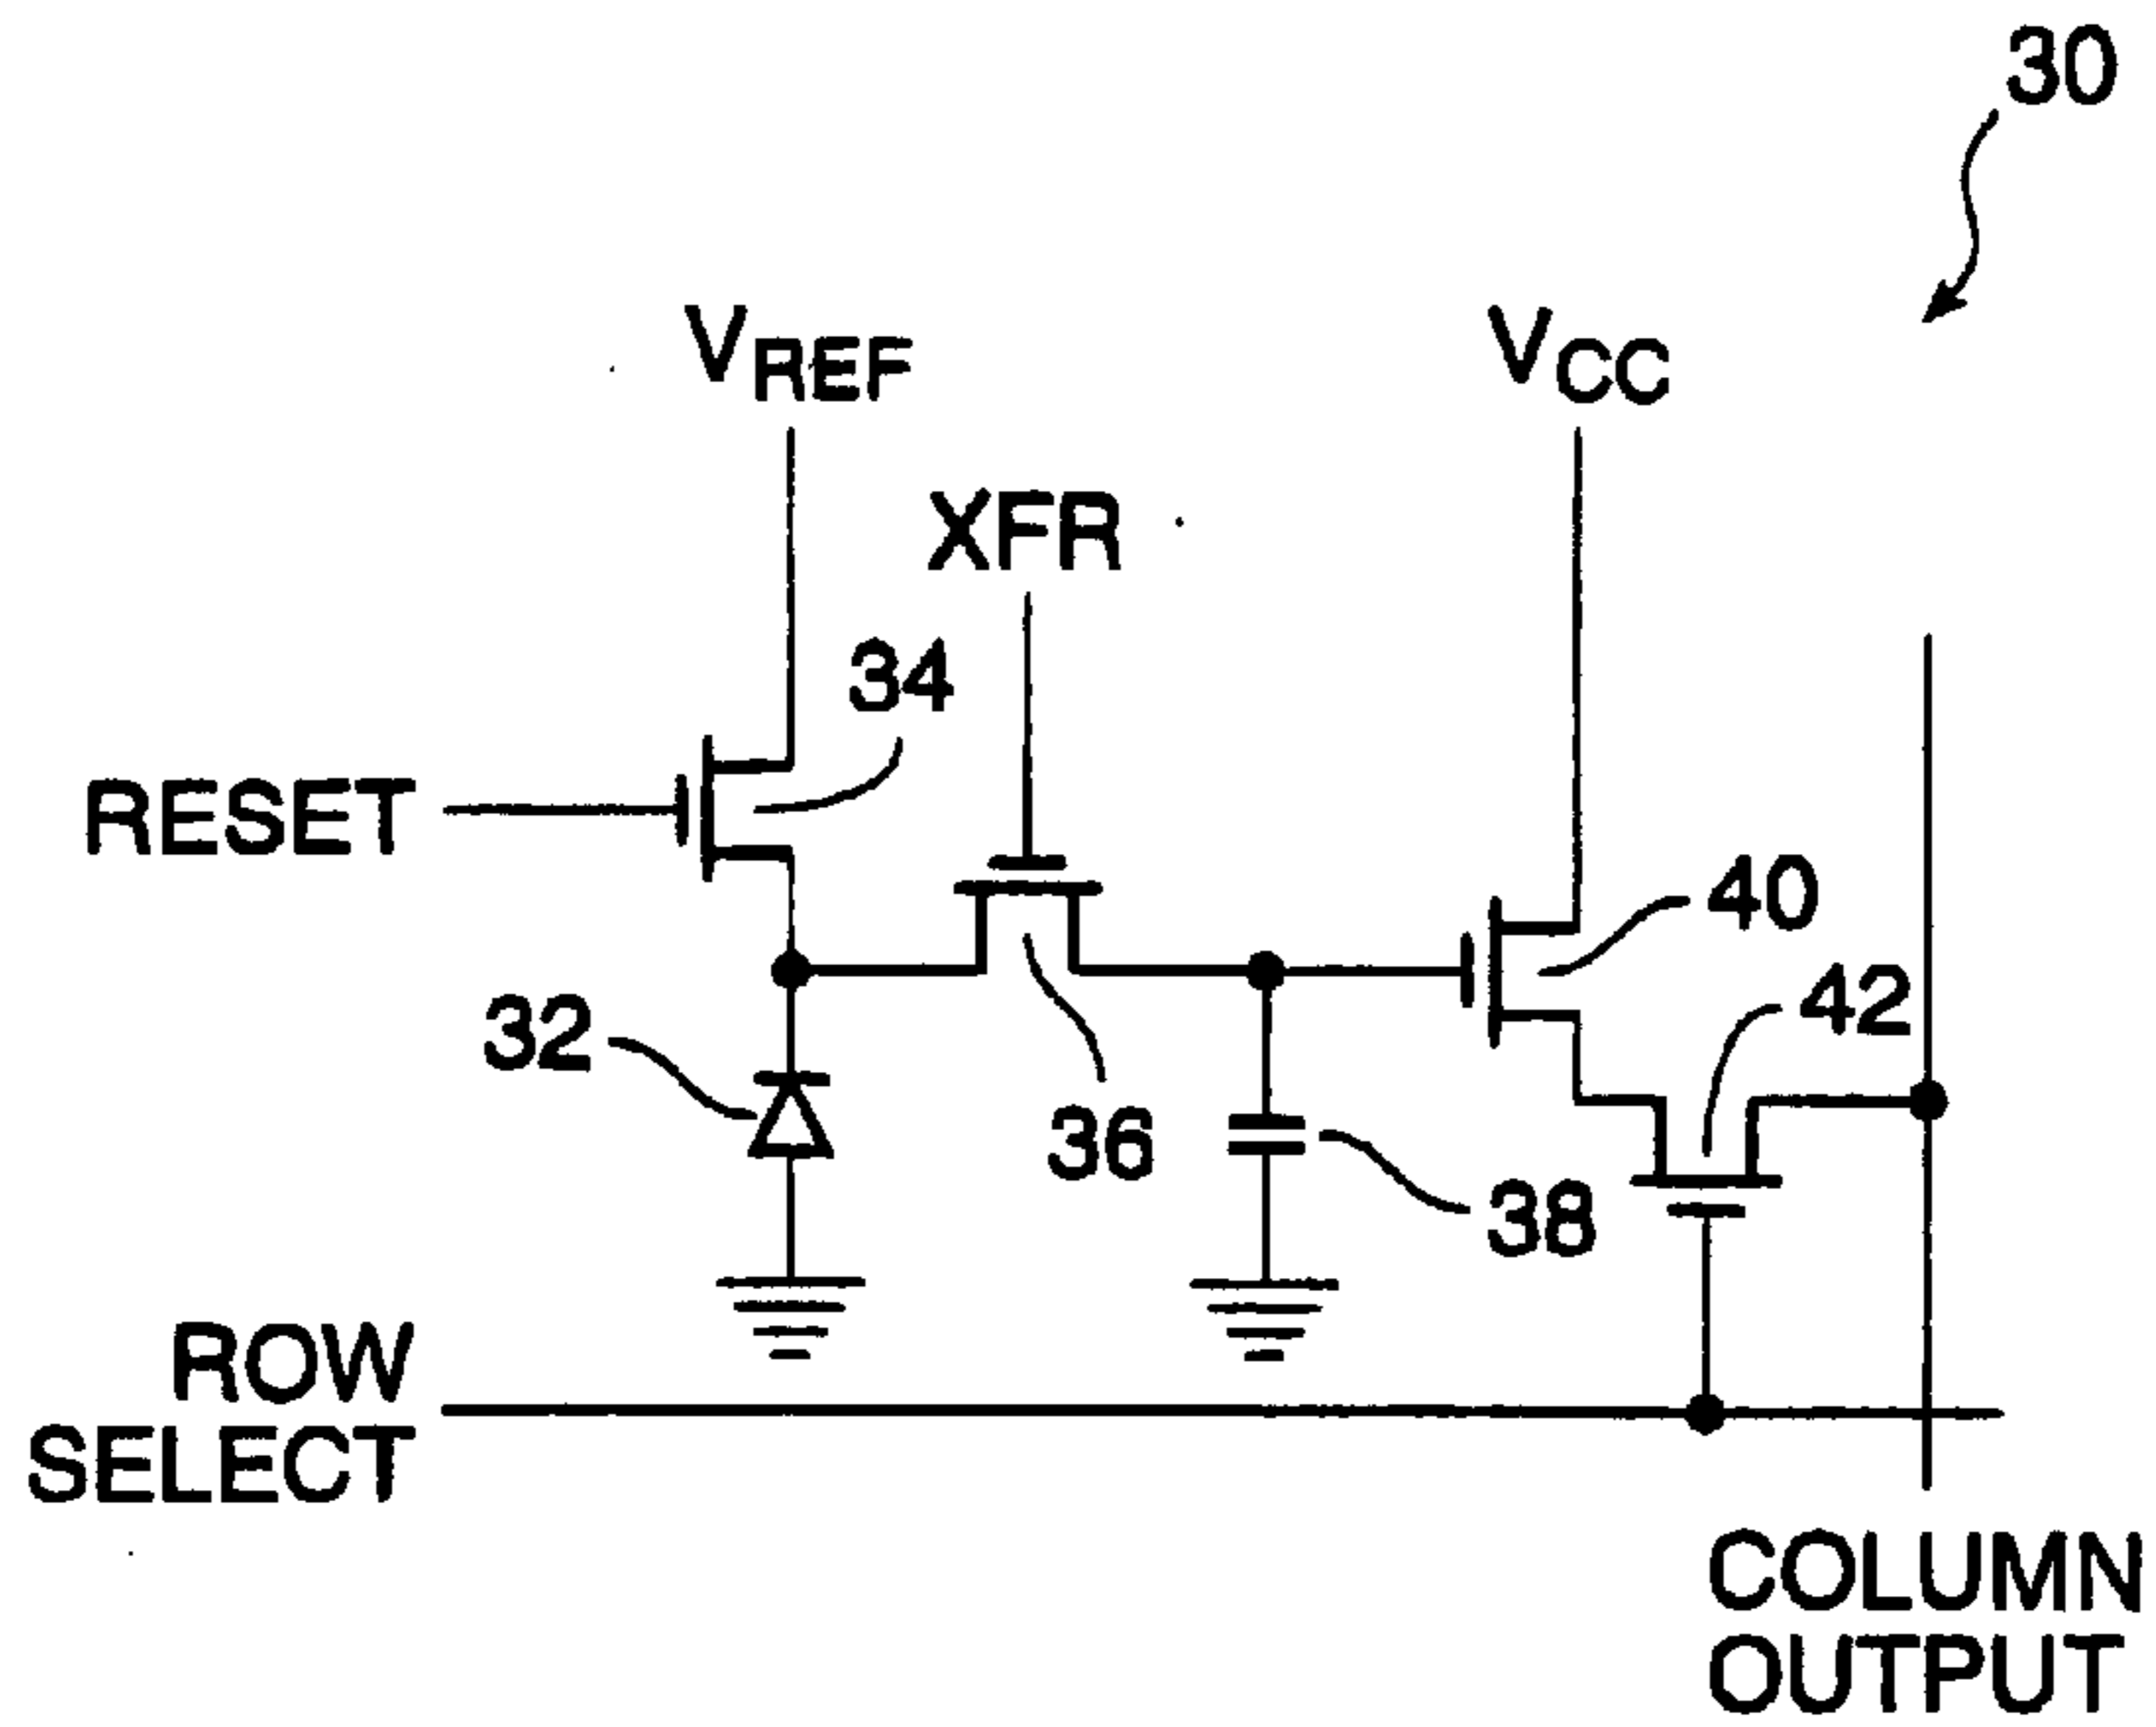 30
VREF
VCC
XFR
34
RESET
40
42
32
36
38
ROW
SELECT
COLUMN
OUTPUT